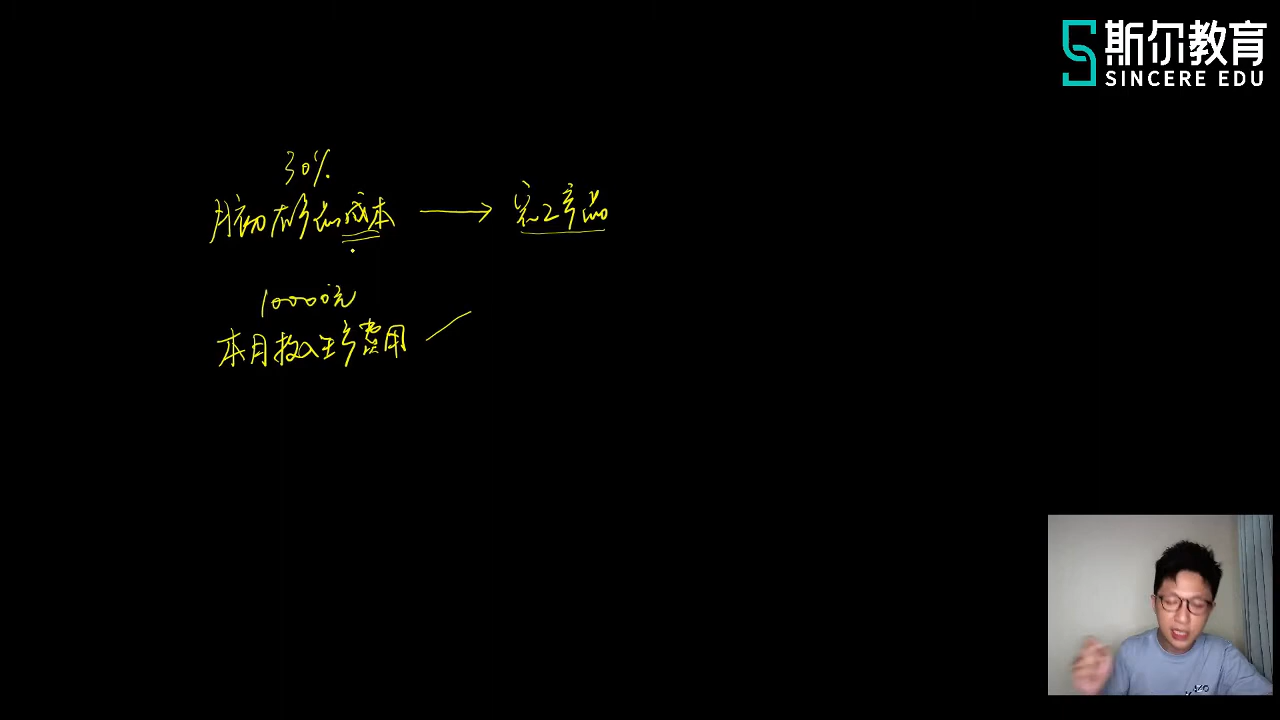 斯尔教育
SINCERE EDU
30%
月初在产品成本 → 完工产品
10000元
本月投入生产费用